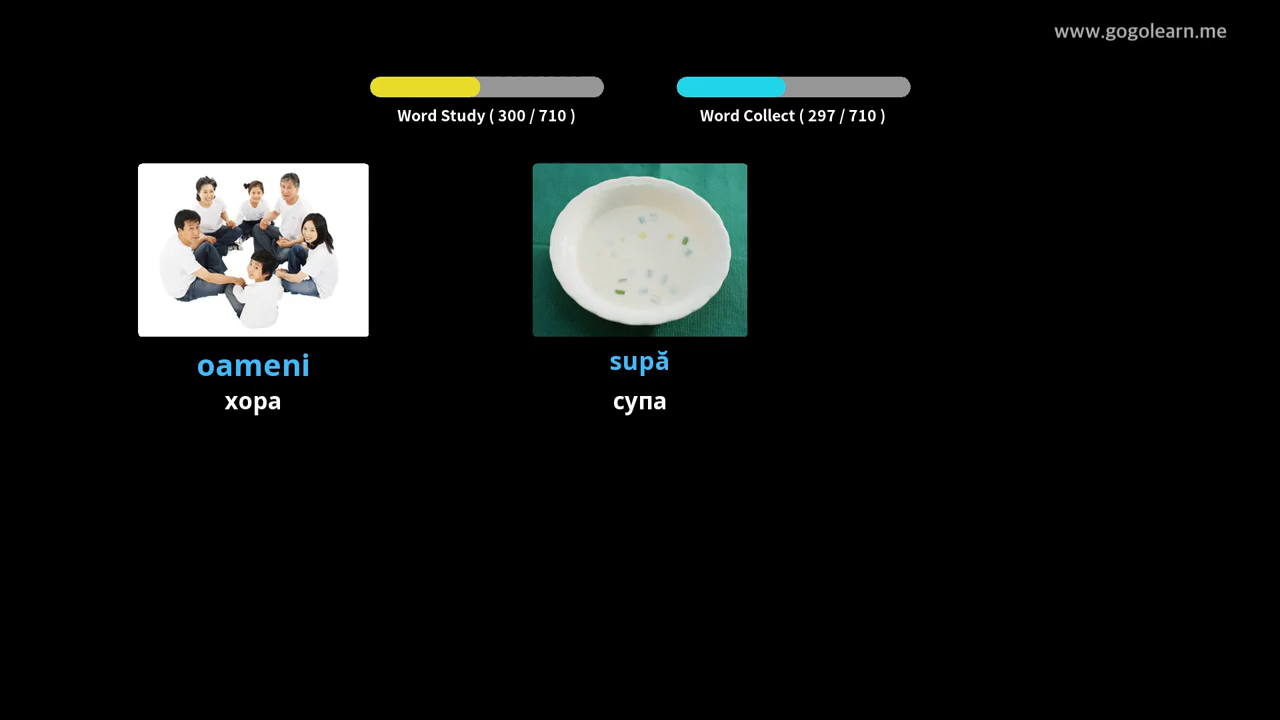 www.gogolearn.me
Word Study ( 300 / 710 )
Word Collect ( 297 / 710 )
oameni
хора
supă
супа